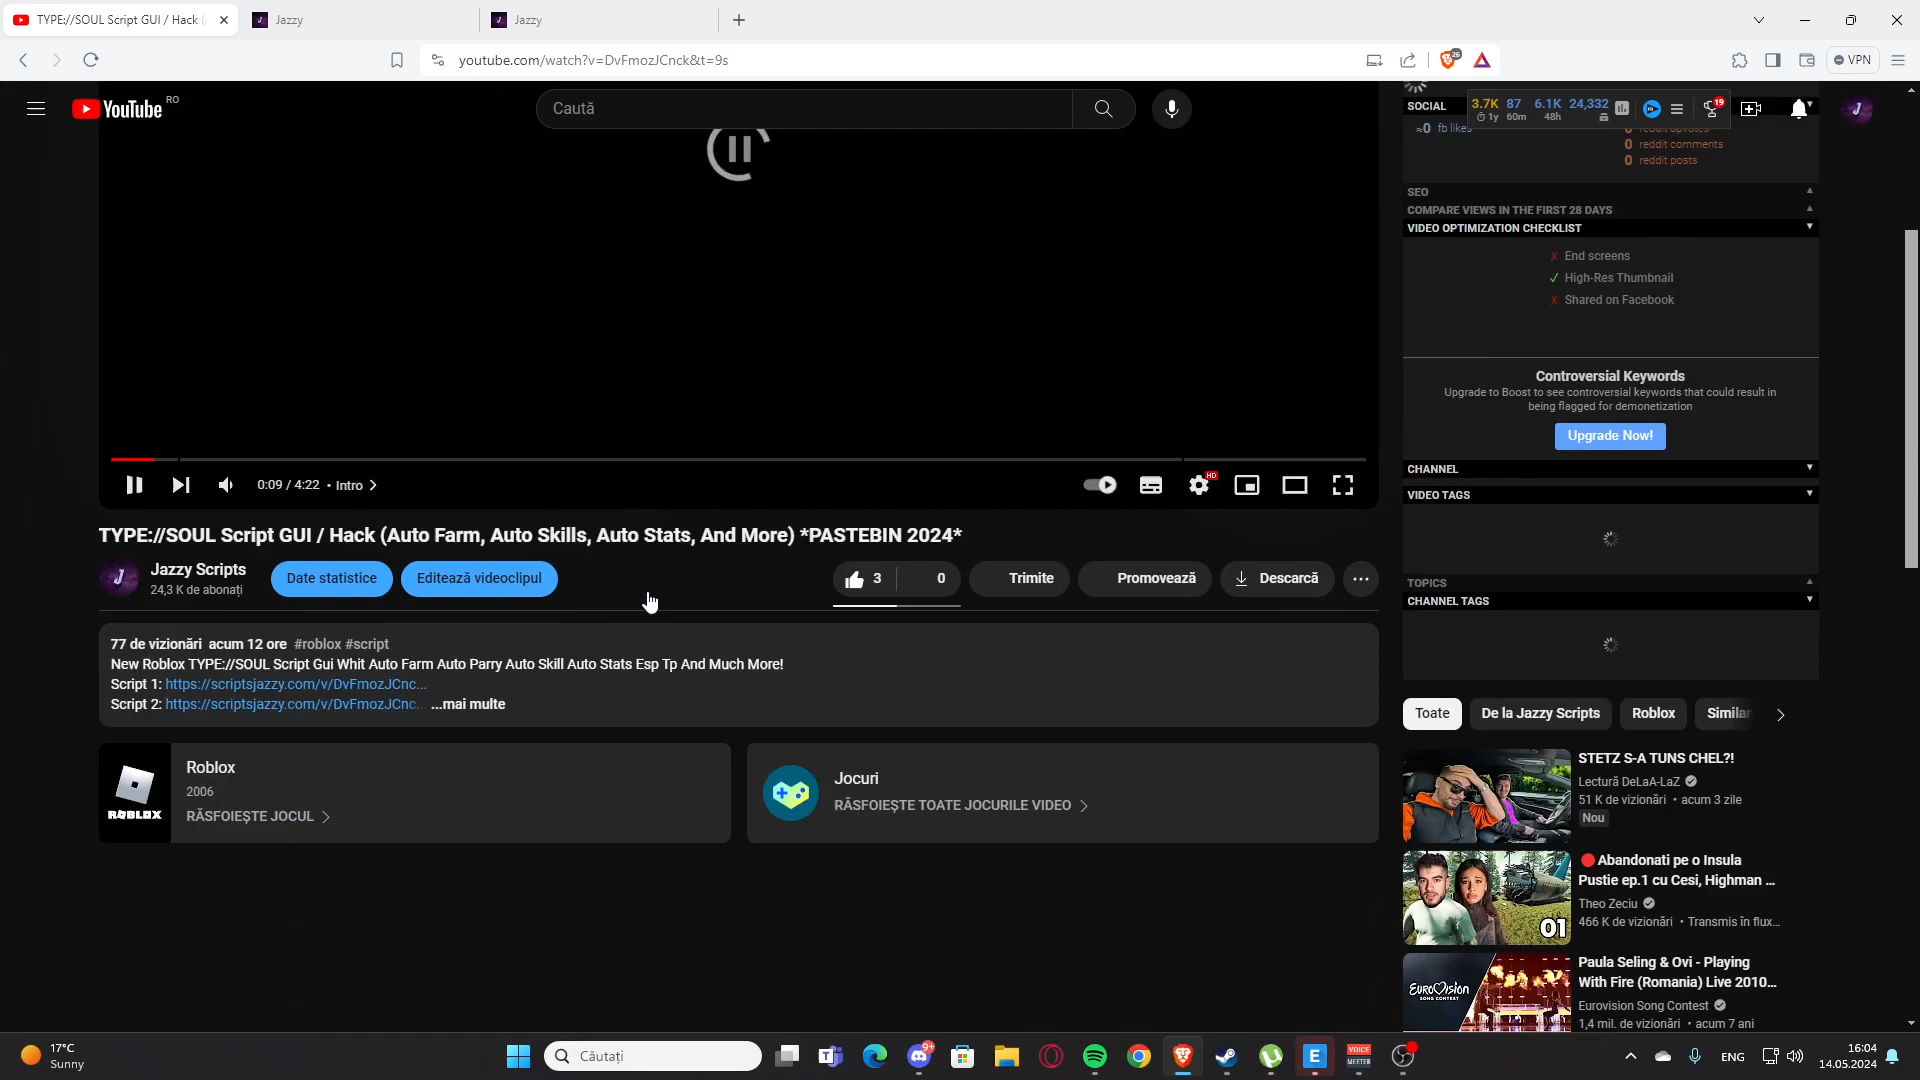 TYPE://SOUL Script GUI / Hack (
Jazzy
Jazzy
youtube.com/watch?v=DvFmozJCnck&t=9s
26
VPN
YouTube RO
Caută
SOCIAL
3.7K 87 6.1K 24,332
1y 60m 48h
19
≈0 fb likes
0 reddit upvotes
0 reddit comments
0 reddit posts
SEO
COMPARE VIEWS IN THE FIRST 28 DAYS
VIDEO OPTIMIZATION CHECKLIST
✗ End screens
✓ High-Res Thumbnail
✗ Shared on Facebook
Controversial Keywords
Upgrade to Boost to see controversial keywords that could result in
being flagged for demonetization
Upgrade Now!
CHANNEL
VIDEO TAGS
TOPICS
CHANNEL TAGS
0:09 / 4:22 • Intro
HD
TYPE://SOUL Script GUI / Hack (Auto Farm, Auto Skills, Auto Stats, And More) *PASTEBIN 2024*
Jazzy Scripts
24,3 K de abonați
Date statistice
Editează videoclipul
3
0
Trimite
Promovează
Descarcă
77 de vizionări acum 12 ore #roblox #script
New Roblox TYPE://SOUL Script Gui Whit Auto Farm Auto Parry Auto Skill Auto Stats Esp Tp And Much More!
Script 1: https://scriptsjazzy.com/v/DvFmozJCnc...
Script 2: https://scriptsjazzy.com/v/DvFmozJCnc... ...mai multe
ROBLOX
Roblox
2006
RĂSFOIEȘTE JOCUL
Jocuri
RĂSFOIEȘTE TOATE JOCURILE VIDEO
Toate
De la Jazzy Scripts
Roblox
Similar
STETZ S-A TUNS CHEL?!
Lectură DeLaA-LaZ
51 K de vizionări • acum 3 zile
Nou
01
Abandonati pe o Insula
Pustie ep.1 cu Cesi, Highman ...
Theo Zeciu
466 K de vizionări • Transmis în flux...
EUROVISION
SONG CONTEST
Paula Seling & Ovi - Playing
With Fire (Romania) Live 2010...
Eurovision Song Contest
1,4 mil. de vizionări • acum 7 ani
17°C
Sunny
Căutați
9+
E
VOICE
MEETER
ENG
16:04
14.05.2024